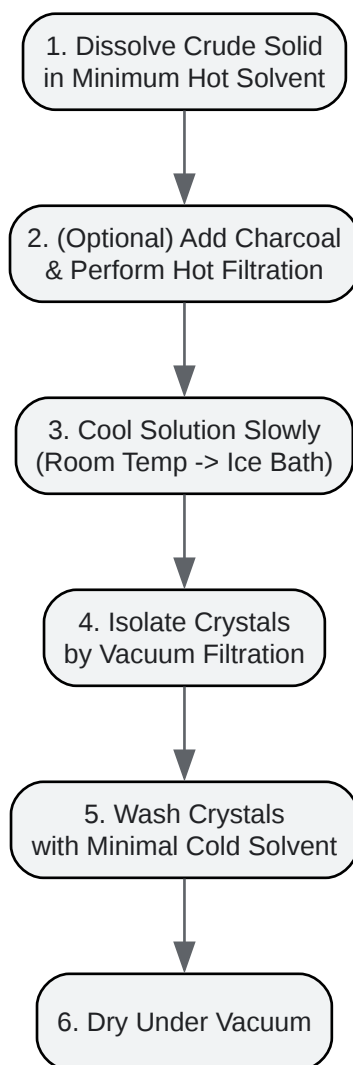 1. Dissolve Crude Solid
in Minimum Hot Solvent
2. (Optional) Add Charcoal
& Perform Hot Filtration
3. Cool Solution Slowly
(Room Temp -> Ice Bath)
4. Isolate Crystals
by Vacuum Filtration
5. Wash Crystals
with Minimal Cold Solvent
6. Dry Under Vacuum